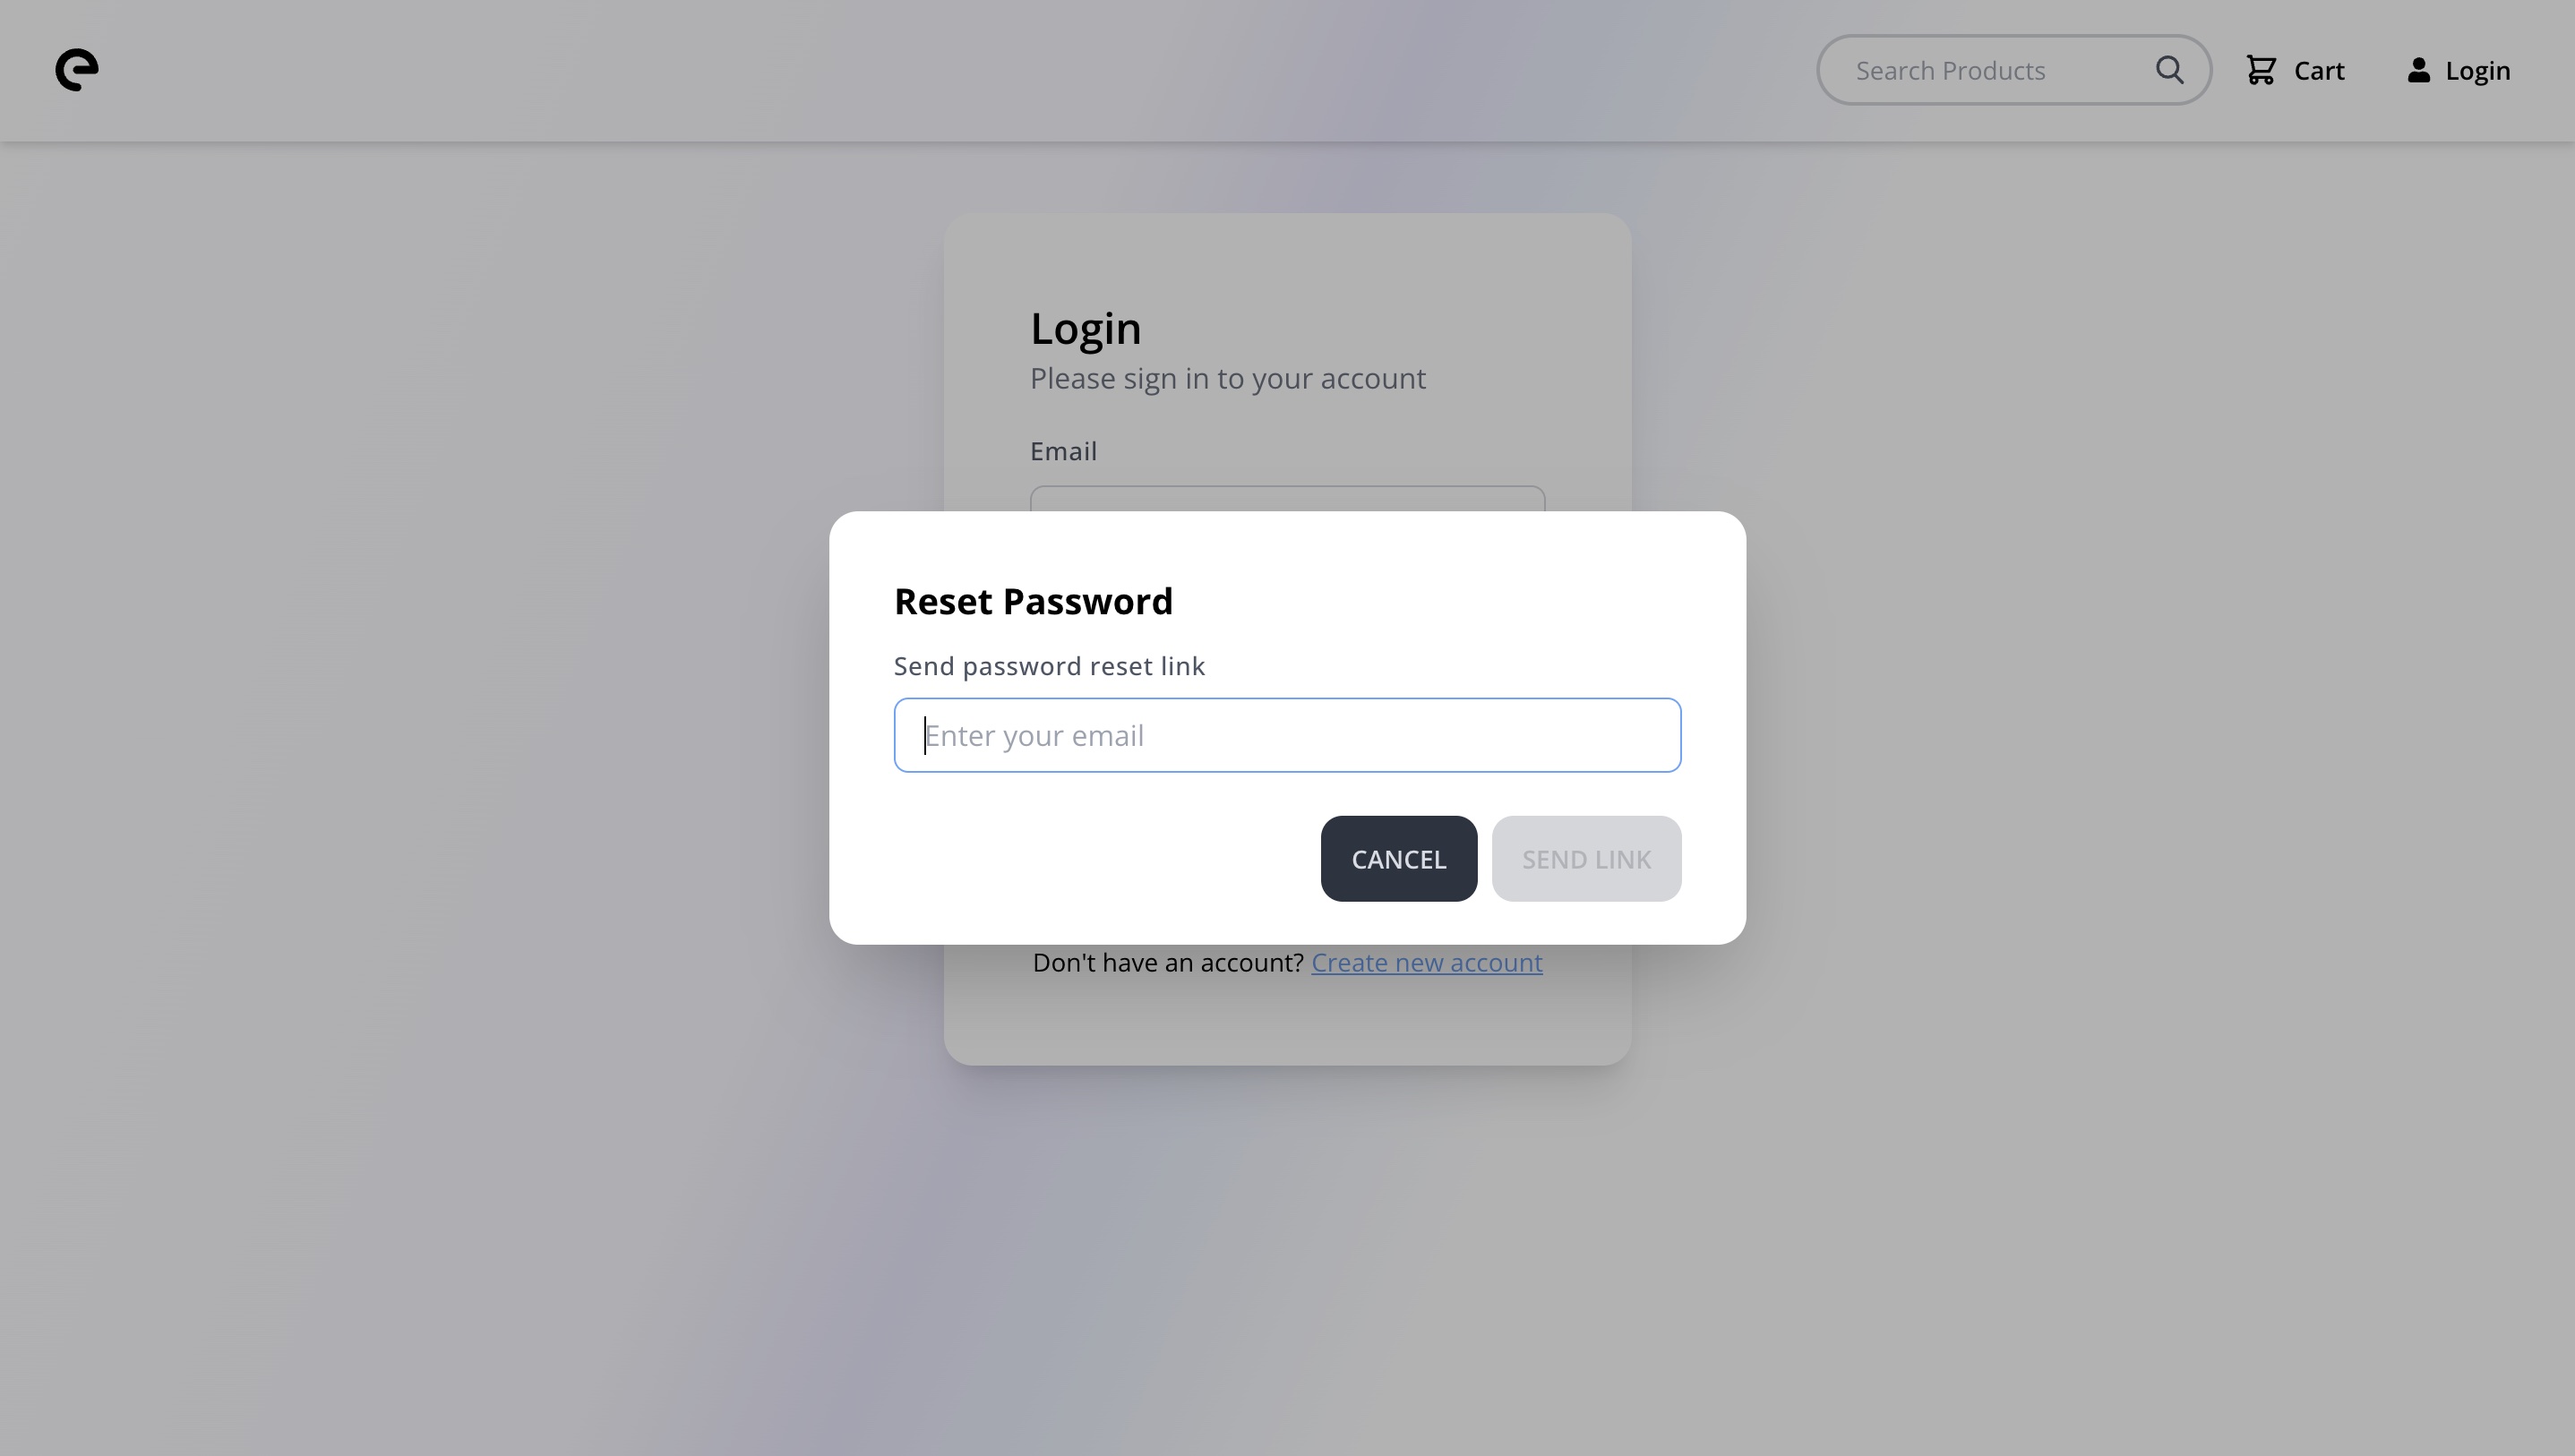 Search Products
Cart
Login
Login
Please sign in to your account
Email
Reset Password
Send password reset link
Enter your email
CANCEL
SEND LINK
Don't have an account? Create new account